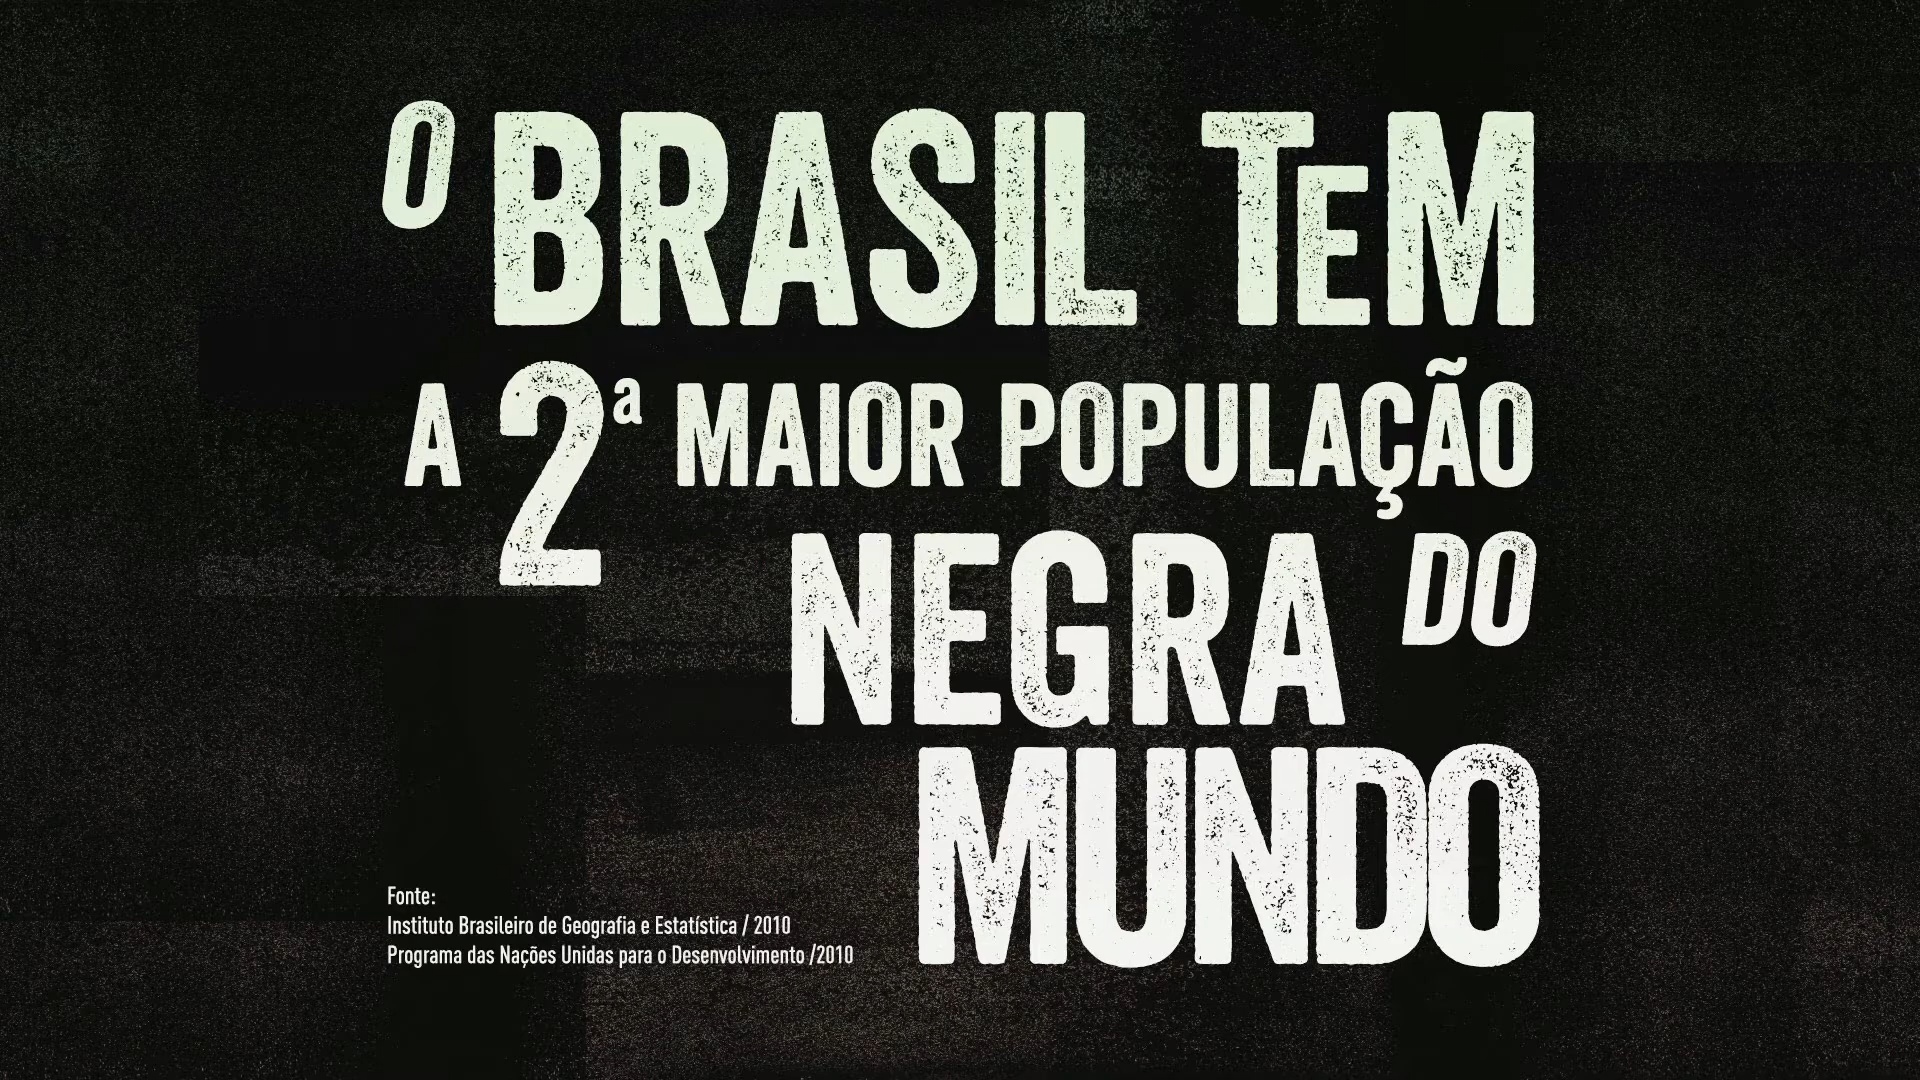 O BRASIL TEM
A 2ª MAIOR POPULAÇÃO
NEGRA DO
MUNDO
Fonte:
Instituto Brasileiro de Geografia e Estatística / 2010
Programa das Nações Unidas para o Desenvolvimento /2010